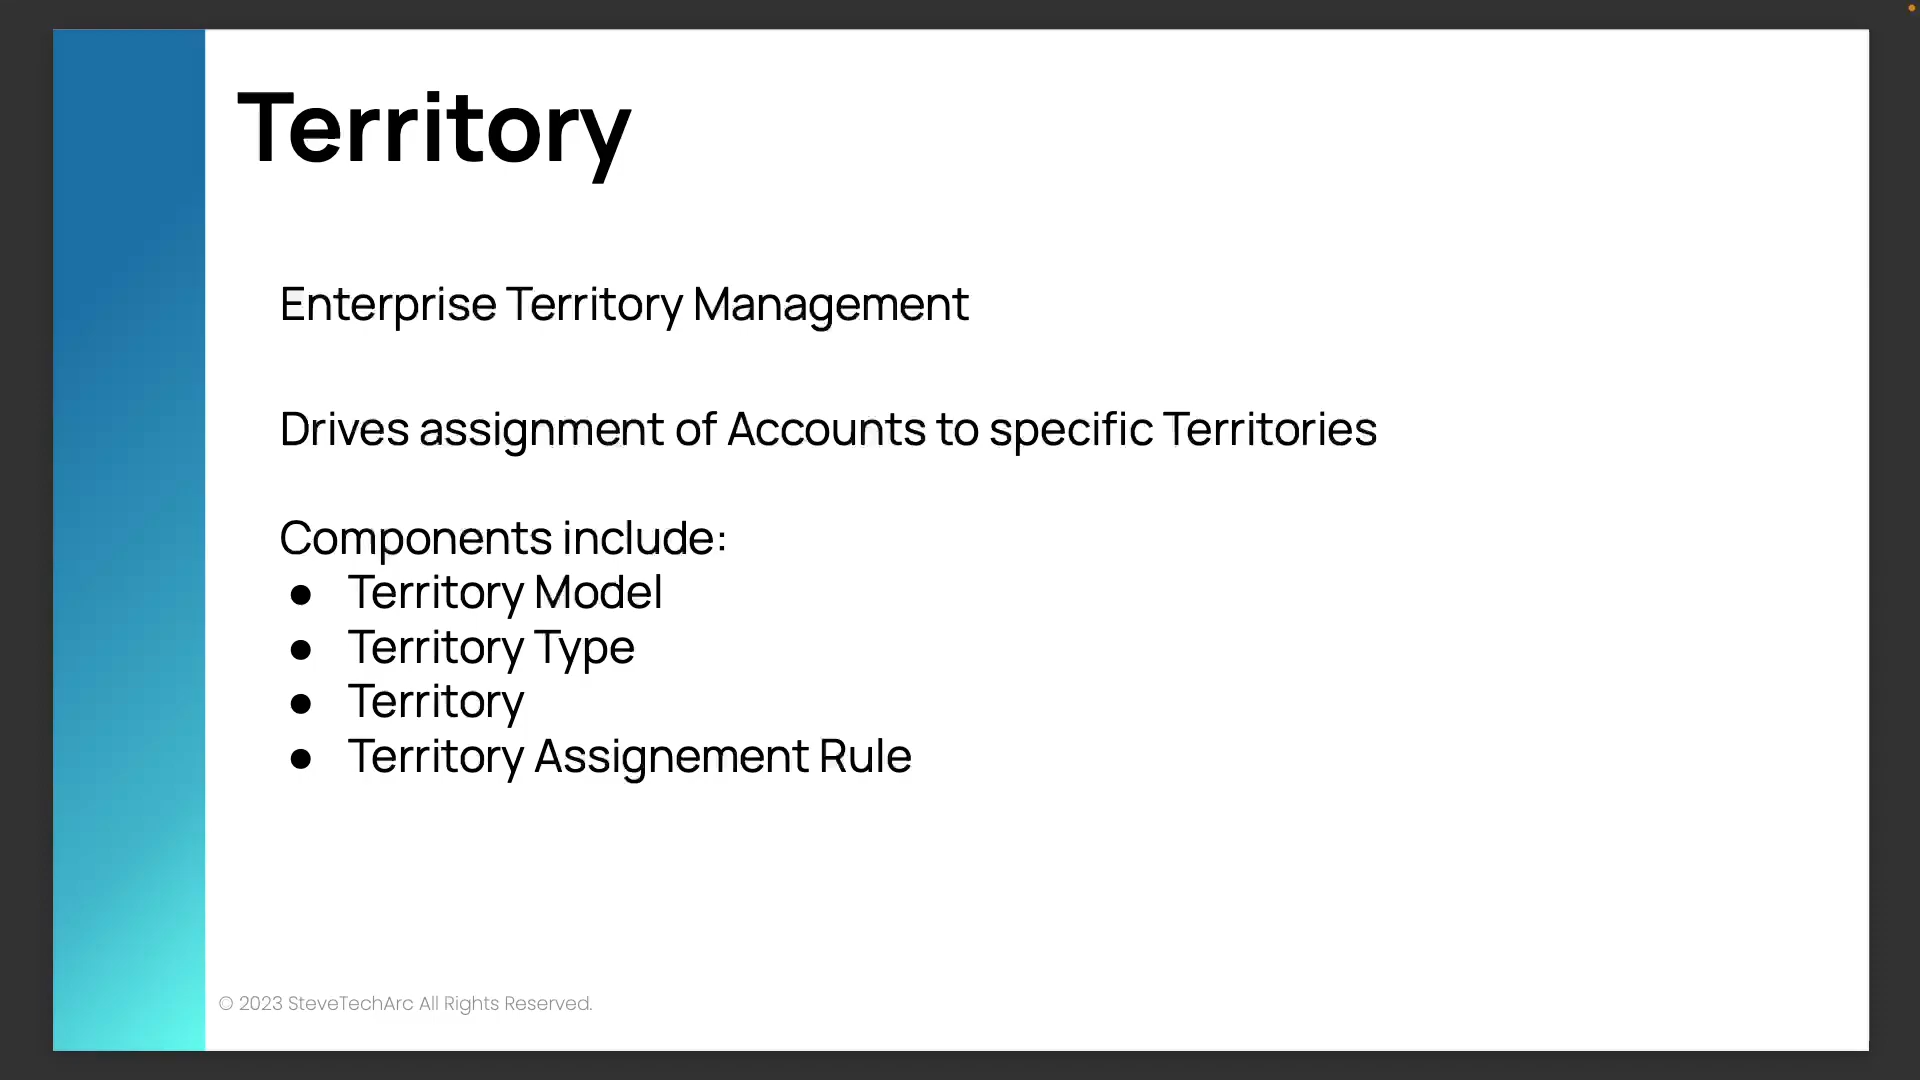 Territory
Enterprise Territory Management
Drives assignment of Accounts to specific Territories
Components include:
● Territory Model
● Territory Type
● Territory
● Territory Assignement Rule
© 2023 SteveTechArc All Rights Reserved.